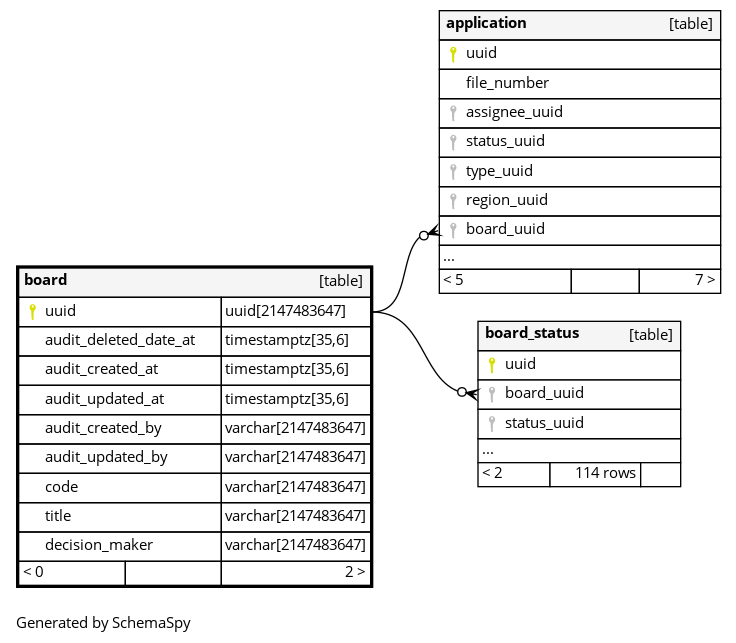 application [table]
uuid
file_number
assignee_uuid
status_uuid
type_uuid
region_uuid
board_uuid
...
< 5 7 >
board [table]
uuid uuid[2147483647]
audit_deleted_date_at timestamptz[35,6]
audit_created_at timestamptz[35,6]
audit_updated_at timestamptz[35,6]
audit_created_by varchar[2147483647]
audit_updated_by varchar[2147483647]
code varchar[2147483647]
title varchar[2147483647]
decision_maker varchar[2147483647]
< 0 2 >
board_status [table]
uuid
board_uuid
status_uuid
...
< 2 114 rows
Generated by SchemaSpy